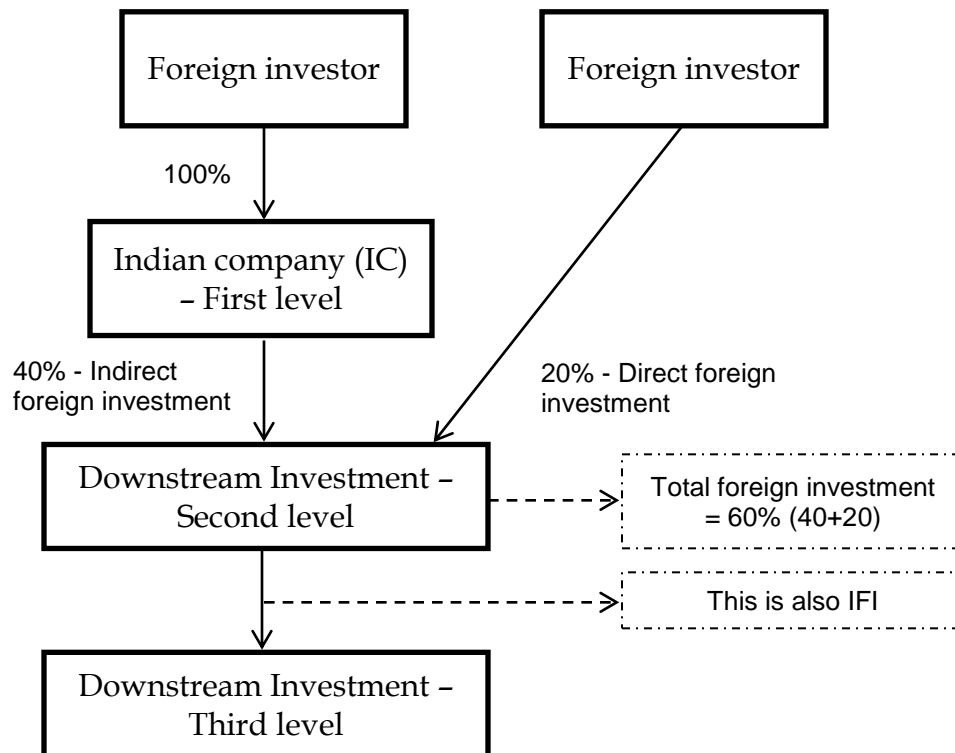 Foreign investor
Foreign investor
100%
Indian company (IC)
– First level
40% - Indirect
foreign investment
20% - Direct foreign
investment
Downstream Investment –
Second level
Total foreign investment
= 60% (40+20)
This is also IFI
Downstream Investment –
Third level